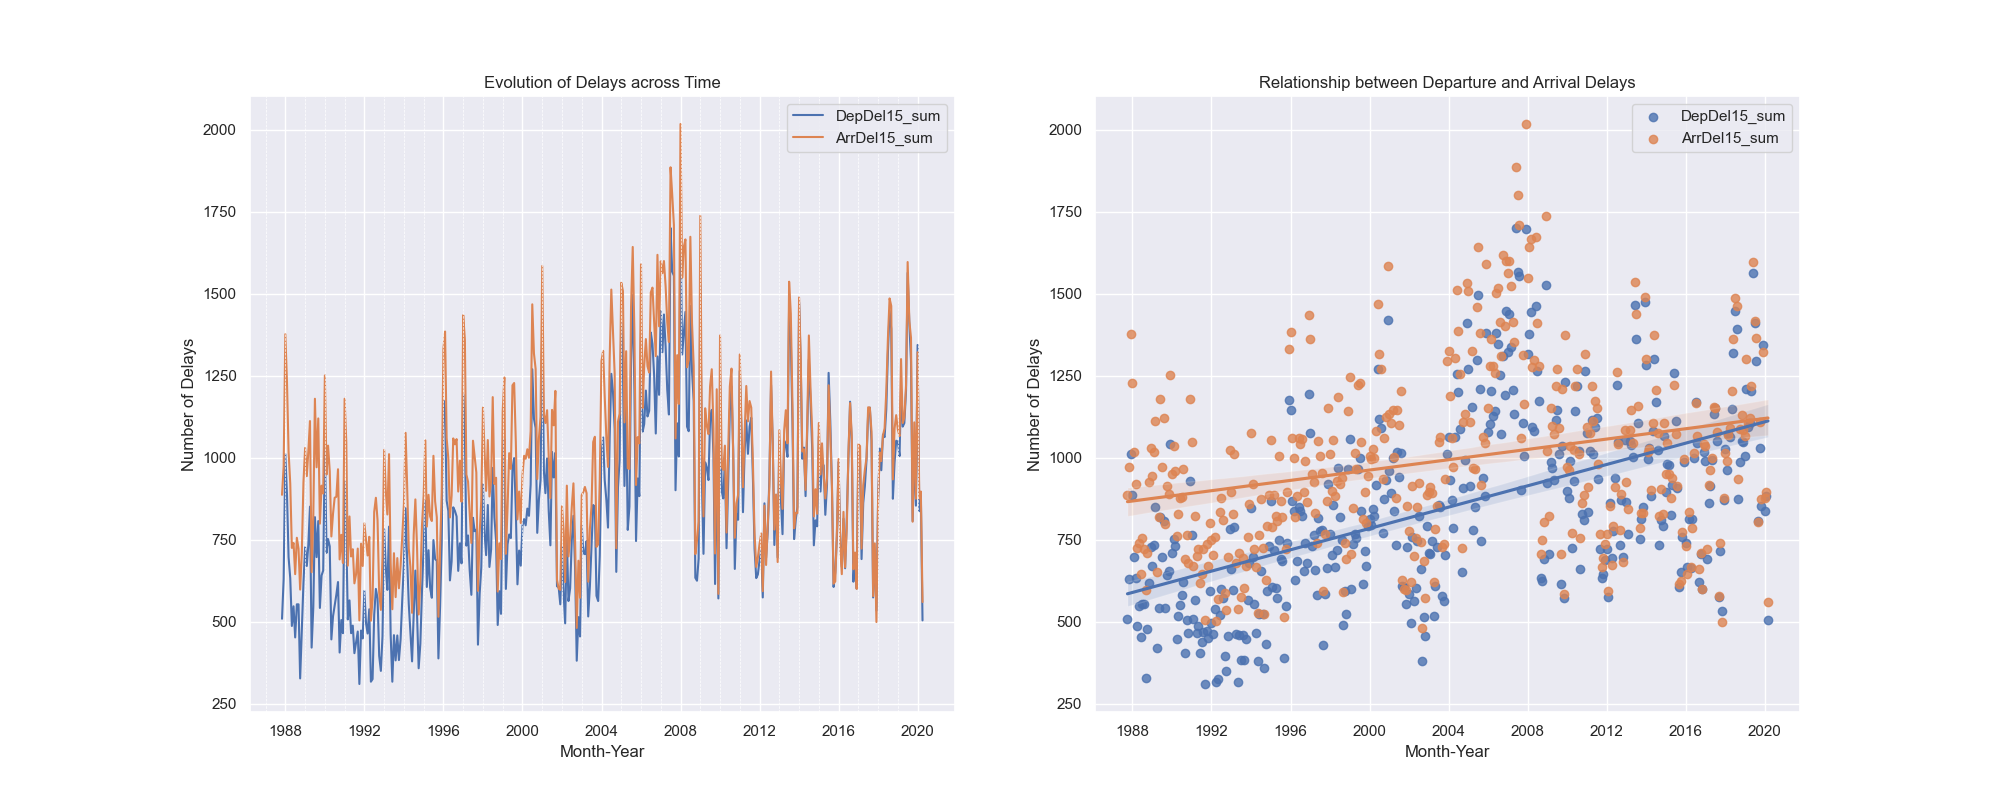 Evolution of Delays across Time
DepDel15_sum
ArrDel15_sum
Number of Delays
2000
1750
1500
1250
1000
750
500
250
1988 1992 1996 2000 2004 2008 2012 2016 2020
Month-Year
Relationship between Departure and Arrival Delays
DepDel15_sum
ArrDel15_sum
Number of Delays
2000
1750
1500
1250
1000
750
500
250
1988 1992 1996 2000 2004 2008 2012 2016 2020
Month-Year